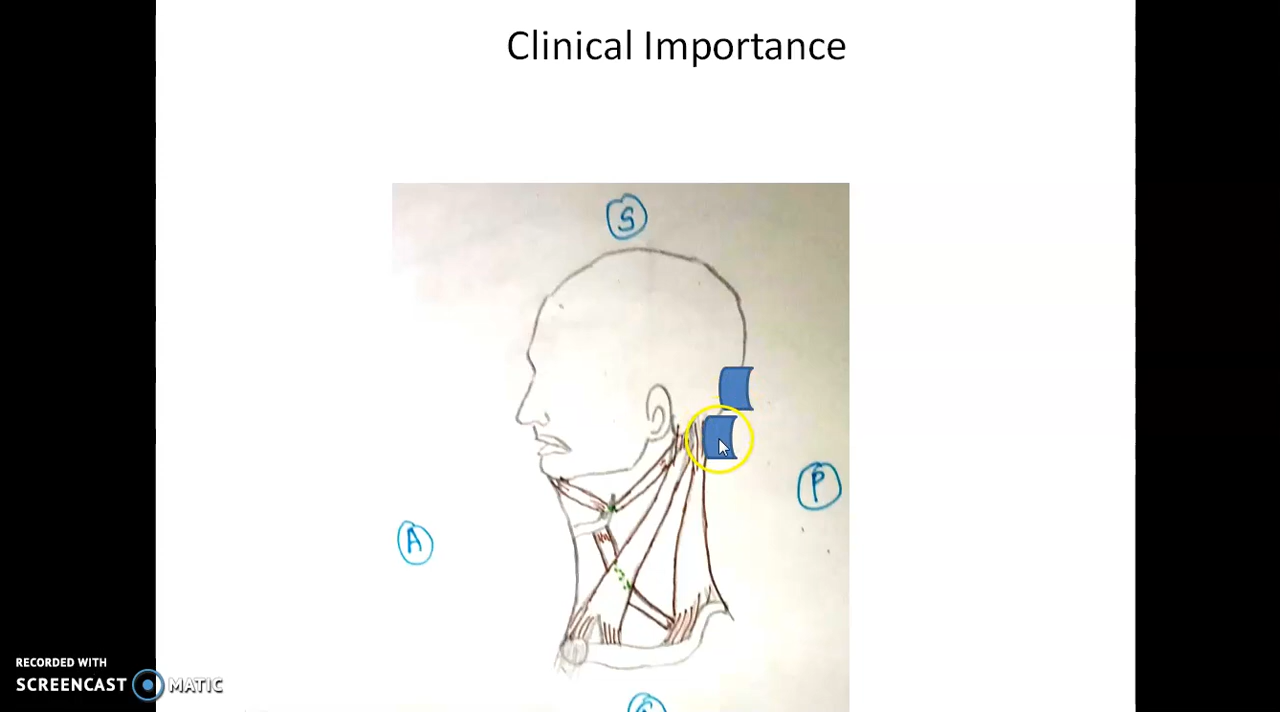 Clinical Importance
S
P
A
RECORDED WITH
SCREENCAST MATIC